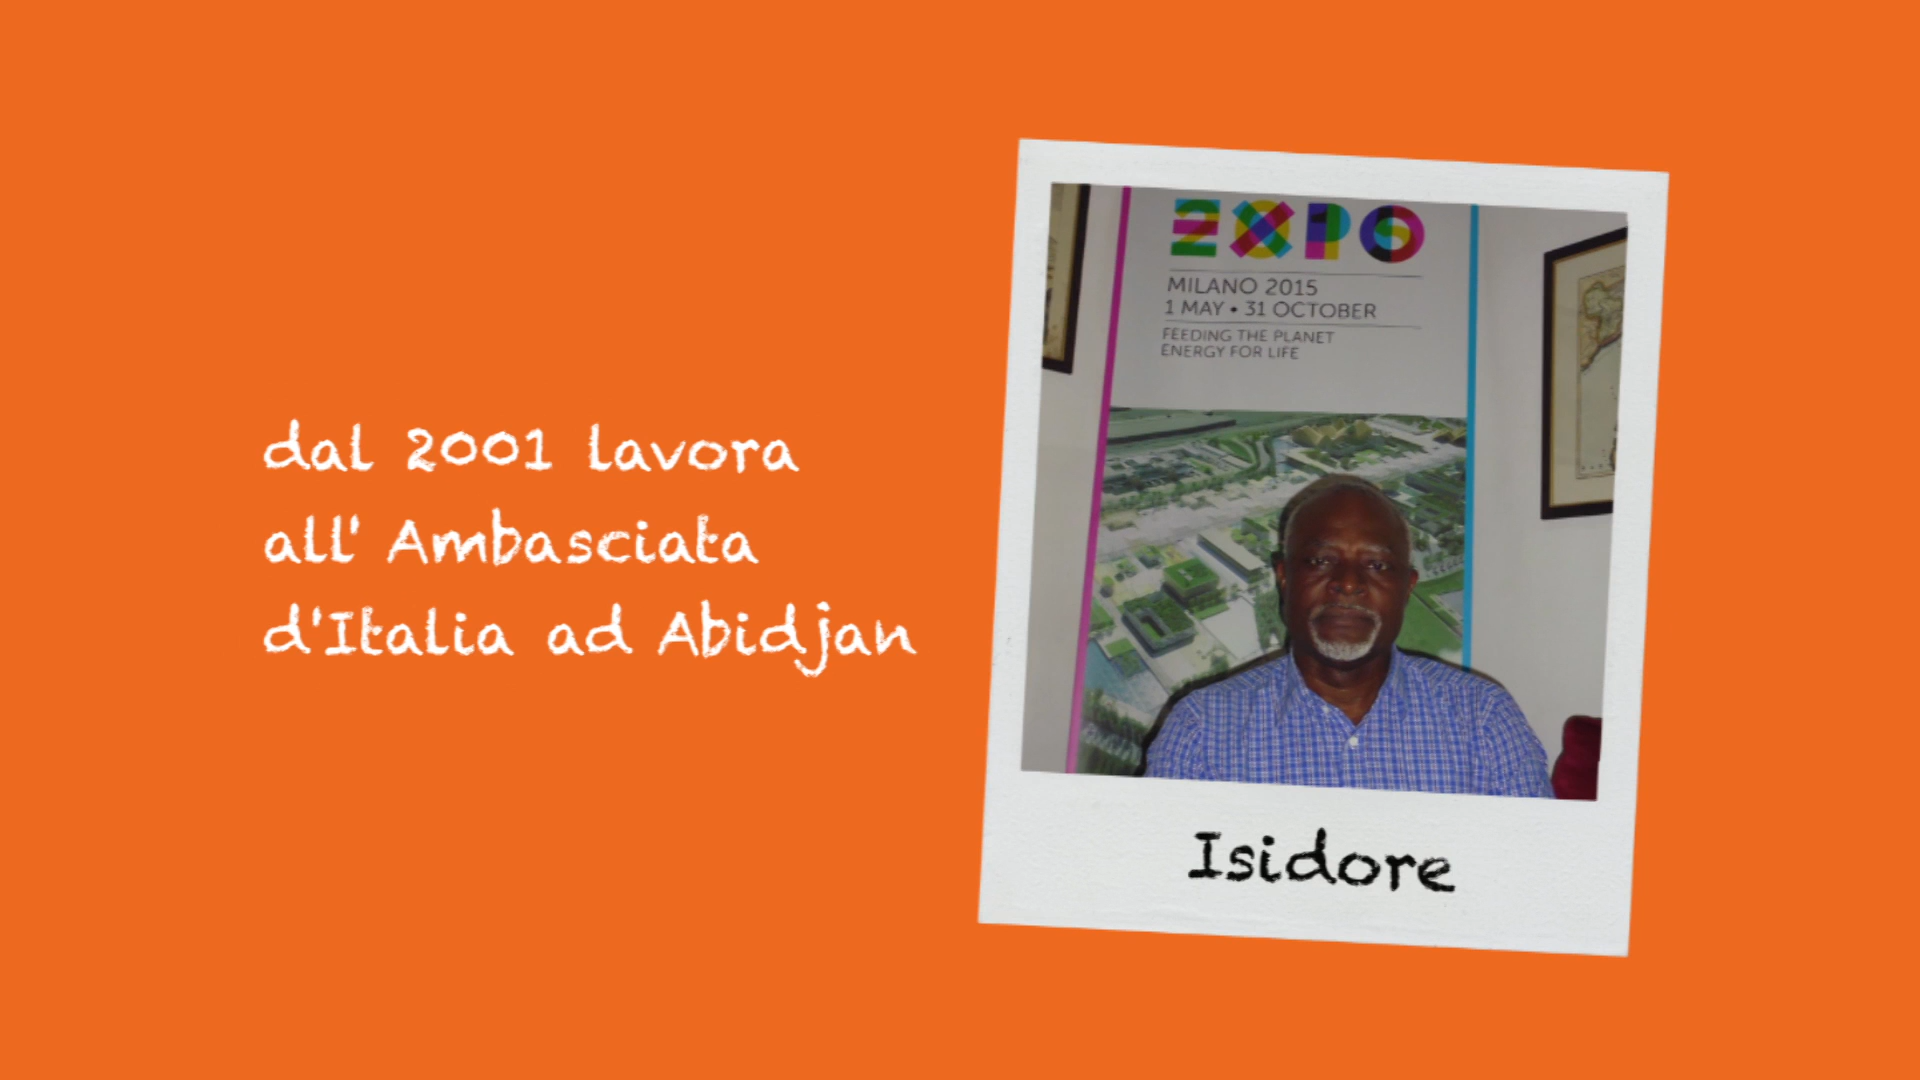 dal 2001 lavora
all' Ambasciata
d'Italia ad Abidjan
EXPO
MILANO 2015
1 MAY • 31 OCTOBER
FEEDING THE PLANET
ENERGY FOR LIFE
Isidore